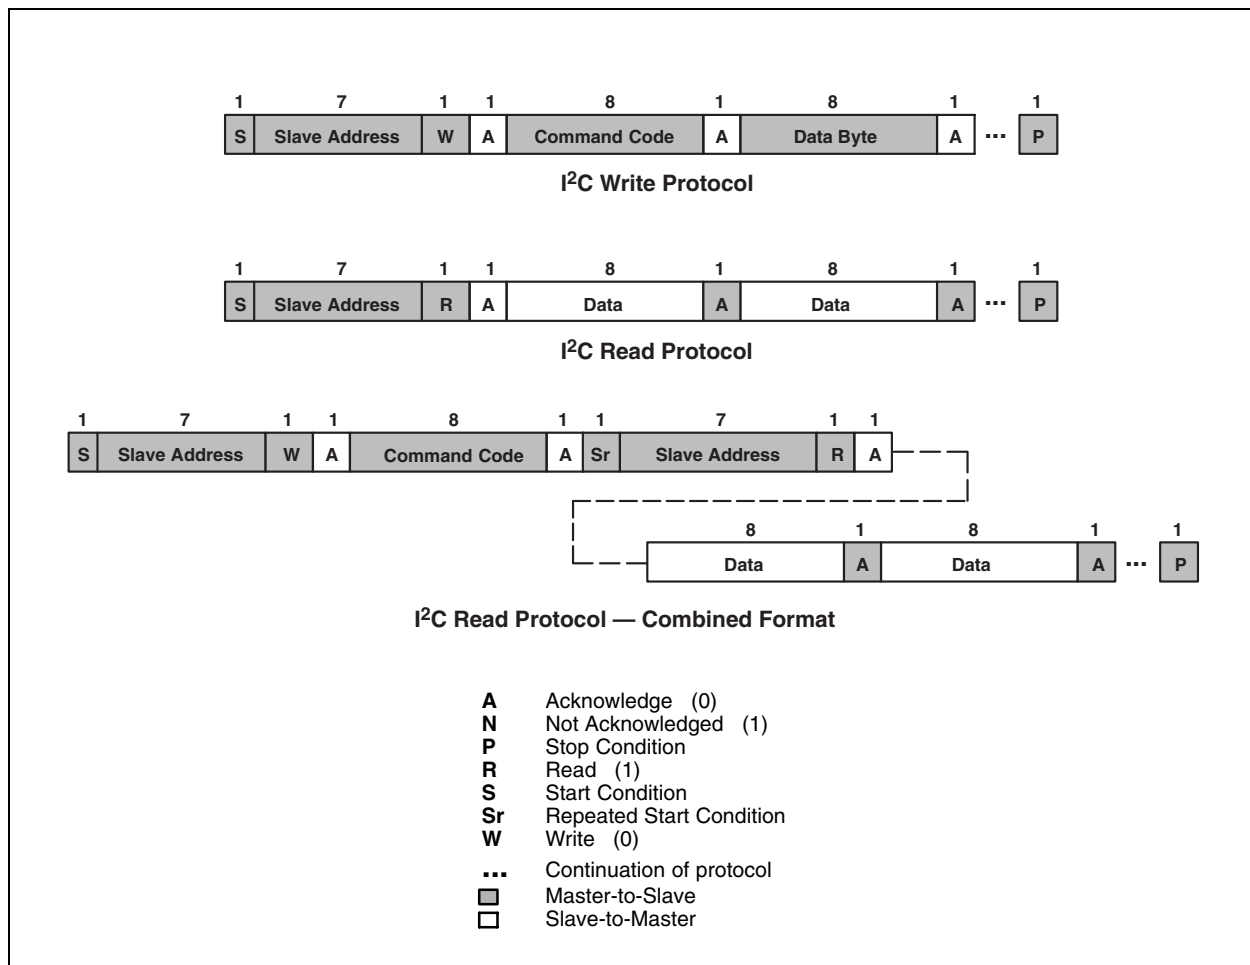 1 7 1 1 8 1 8 1 1
S Slave Address W A Command Code A Data Byte A ... P
I²C Write Protocol
1 7 1 1 8 1 8 1 1
S Slave Address R A Data A Data A ... P
I²C Read Protocol
1 7 1 1 8 1 1 7 1 1
S Slave Address W A Command Code A Sr Slave Address R A
8 1 8 1 1
Data A Data A ... P
I²C Read Protocol — Combined Format
A Acknowledge (0)
N Not Acknowledged (1)
P Stop Condition
R Read (1)
S Start Condition
Sr Repeated Start Condition
W Write (0)
... Continuation of protocol
Master-to-Slave
Slave-to-Master